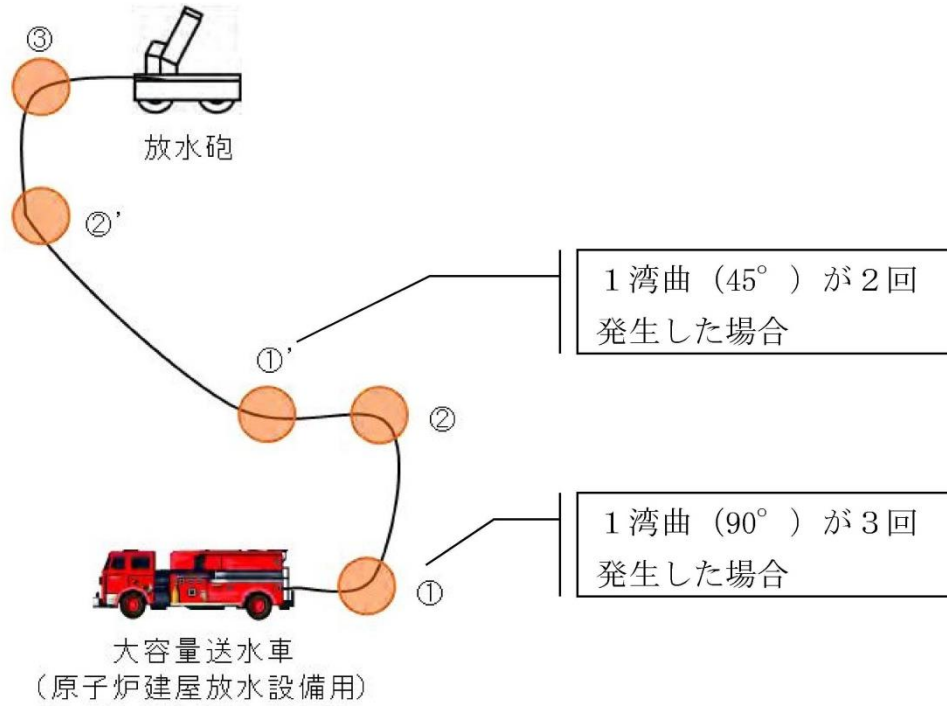 ③
放水砲
②'
1湾曲（45°）が2回
発生した場合
①'
②
1湾曲（90°）が3回
発生した場合
①
大容量送水車
（原子炉建屋放水設備用）